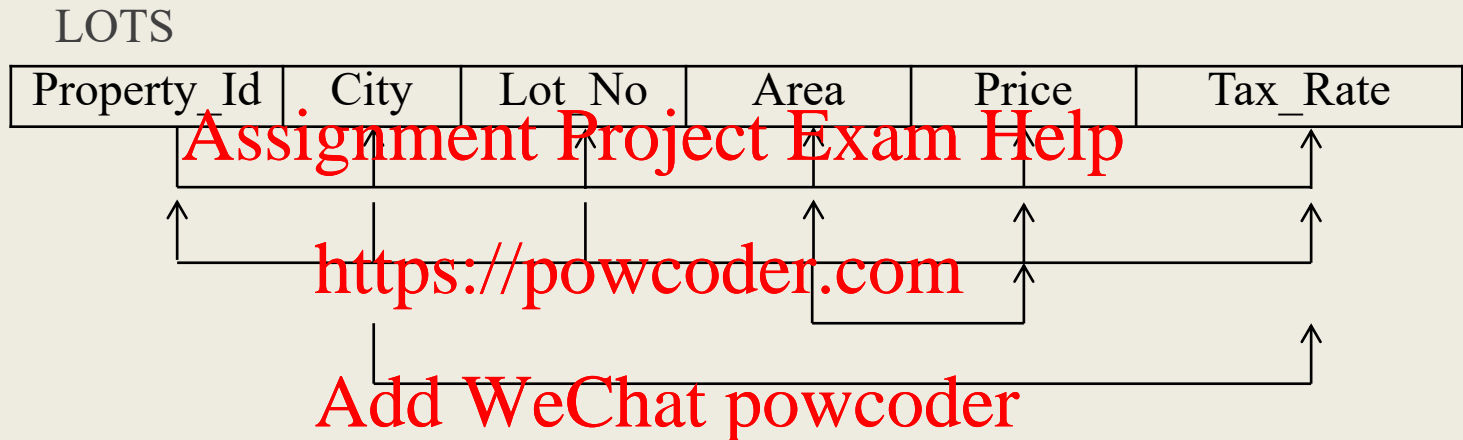 LOTS
Property_Id City Lot_No Area Price Tax_Rate
Assignment Project Exam Help
https://powcoder.com
Add WeChat powcoder